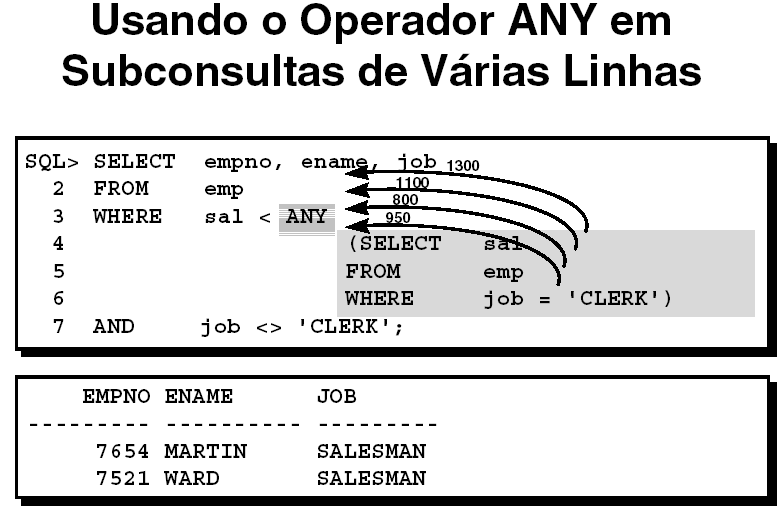 Usando o Operador ANY em
Subconsultas de Várias Linhas
SQL> SELECT empno, ename, job 1300
2 FROM emp 1100
800
3 WHERE sal < ANY 950
4 (SELECT sal
5 FROM emp
6 WHERE job = 'CLERK')
7 AND job <> 'CLERK';
EMPNO ENAME JOB
--------- ---------- ---------
7654 MARTIN SALESMAN
7521 WARD SALESMAN